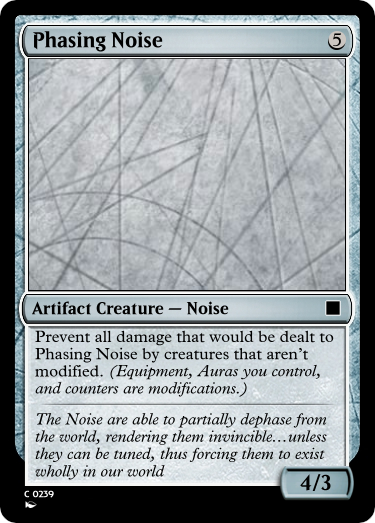 Phasing Noise 5
Artifact Creature — Noise
Prevent all damage that would be dealt to
Phasing Noise by creatures that aren't
modified. (Equipment, Auras you control,
and counters are modifications.)
The Noise are able to partially dephase from
the world, rendering them invincible...unless
they can be tuned, thus forcing them to exist
wholly in our world
4/3
C 0239